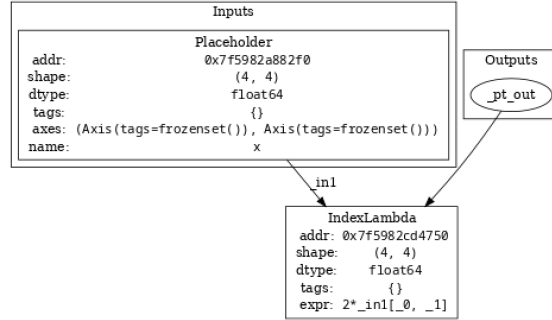 Inputs
Placeholder
addr: 0x7f5982a882f0
shape: (4, 4)
dtype: float64
tags: {}
axes: (Axis(tags=frozenset()), Axis(tags=frozenset()))
name: x
Outputs
_pt_out
_in1
IndexLambda
addr: 0x7f5982cd4750
shape: (4, 4)
dtype: float64
tags: {}
expr: 2*_in1[_0, _1]